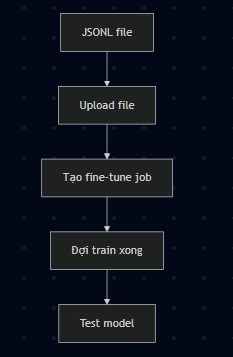 JSONL file
Upload file
Tạo fine-tune job
Đợi train xong
Test model